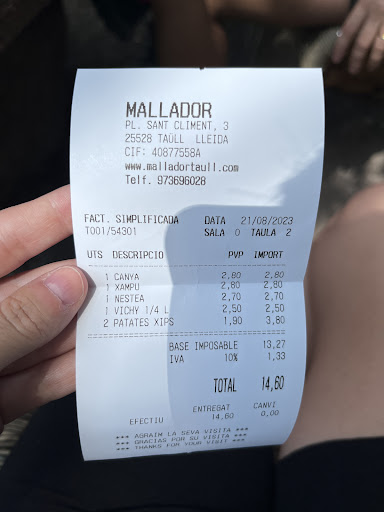 MALLADOR
PL. SANT CLIMENT, 3
25528 TAÜLL LLEIDA
CIF: 40877558A
www.malladortaull.com
Telf. 973696028
FACT. SIMPLIFICADA DATA 21/08/2023
T001/54301 SALA 0 TAULA 2
UTS DESCRIPCIO PVP IMPORT
1 CANYA 2,80 2,80
1 XAMPU 2,80 2,80
1 NESTEA 2,70 2,70
1 VICHY 1/4 L 2,50 2,50
2 PATATES XIPS 1,90 3,80
BASE IMPOSABLE 13,27
IVA 10% 1,33
TOTAL 14,60
ENTREGAT CANVI
EFECTIU 14,60 0,00
*** AGRAIM LA SEVA VISITA ***
*** GRACIAS POR SU VISITA ***
*** THANKS FOR YOUR VISIT ***